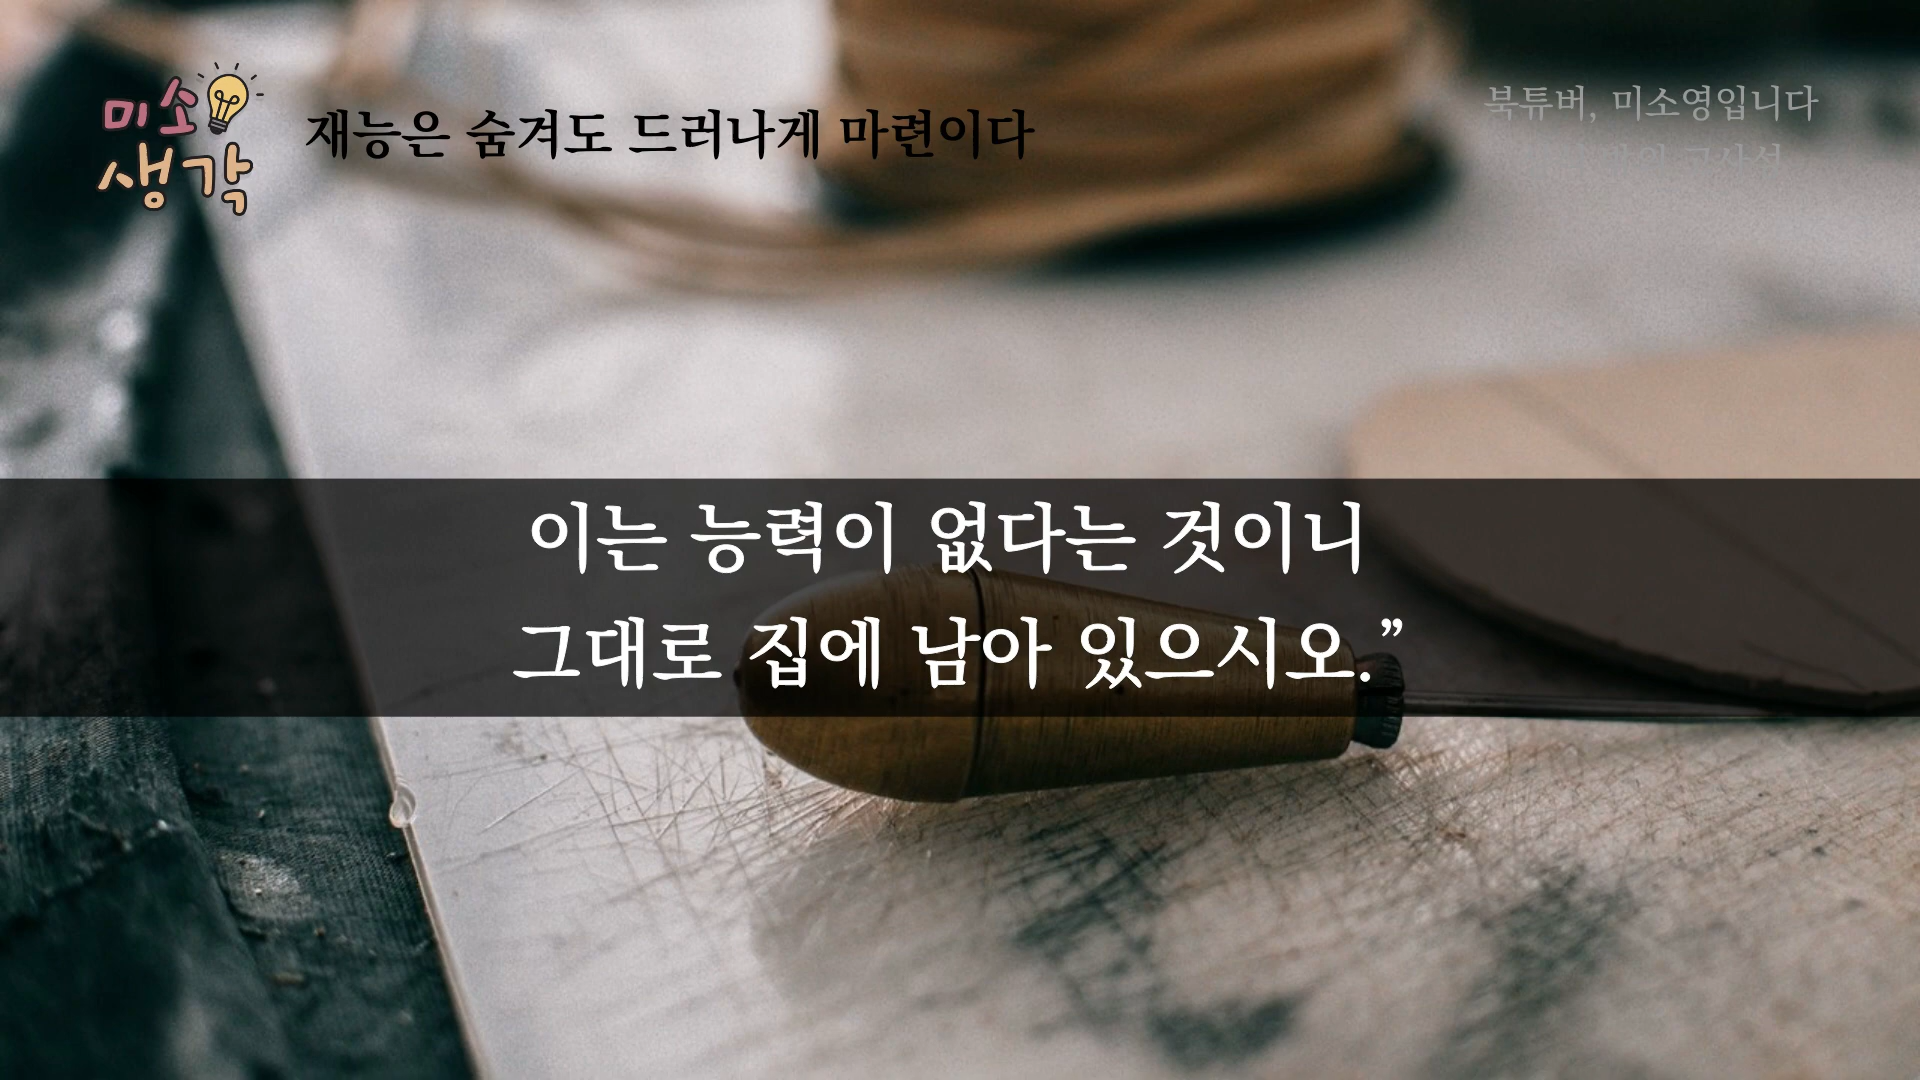 미소
생각
재능은 숨겨도 드러나게 마련이다
북튜버, 미소영입니다
이는 능력이 없다는 것이니
그대로 집에 남아 있으시오.”